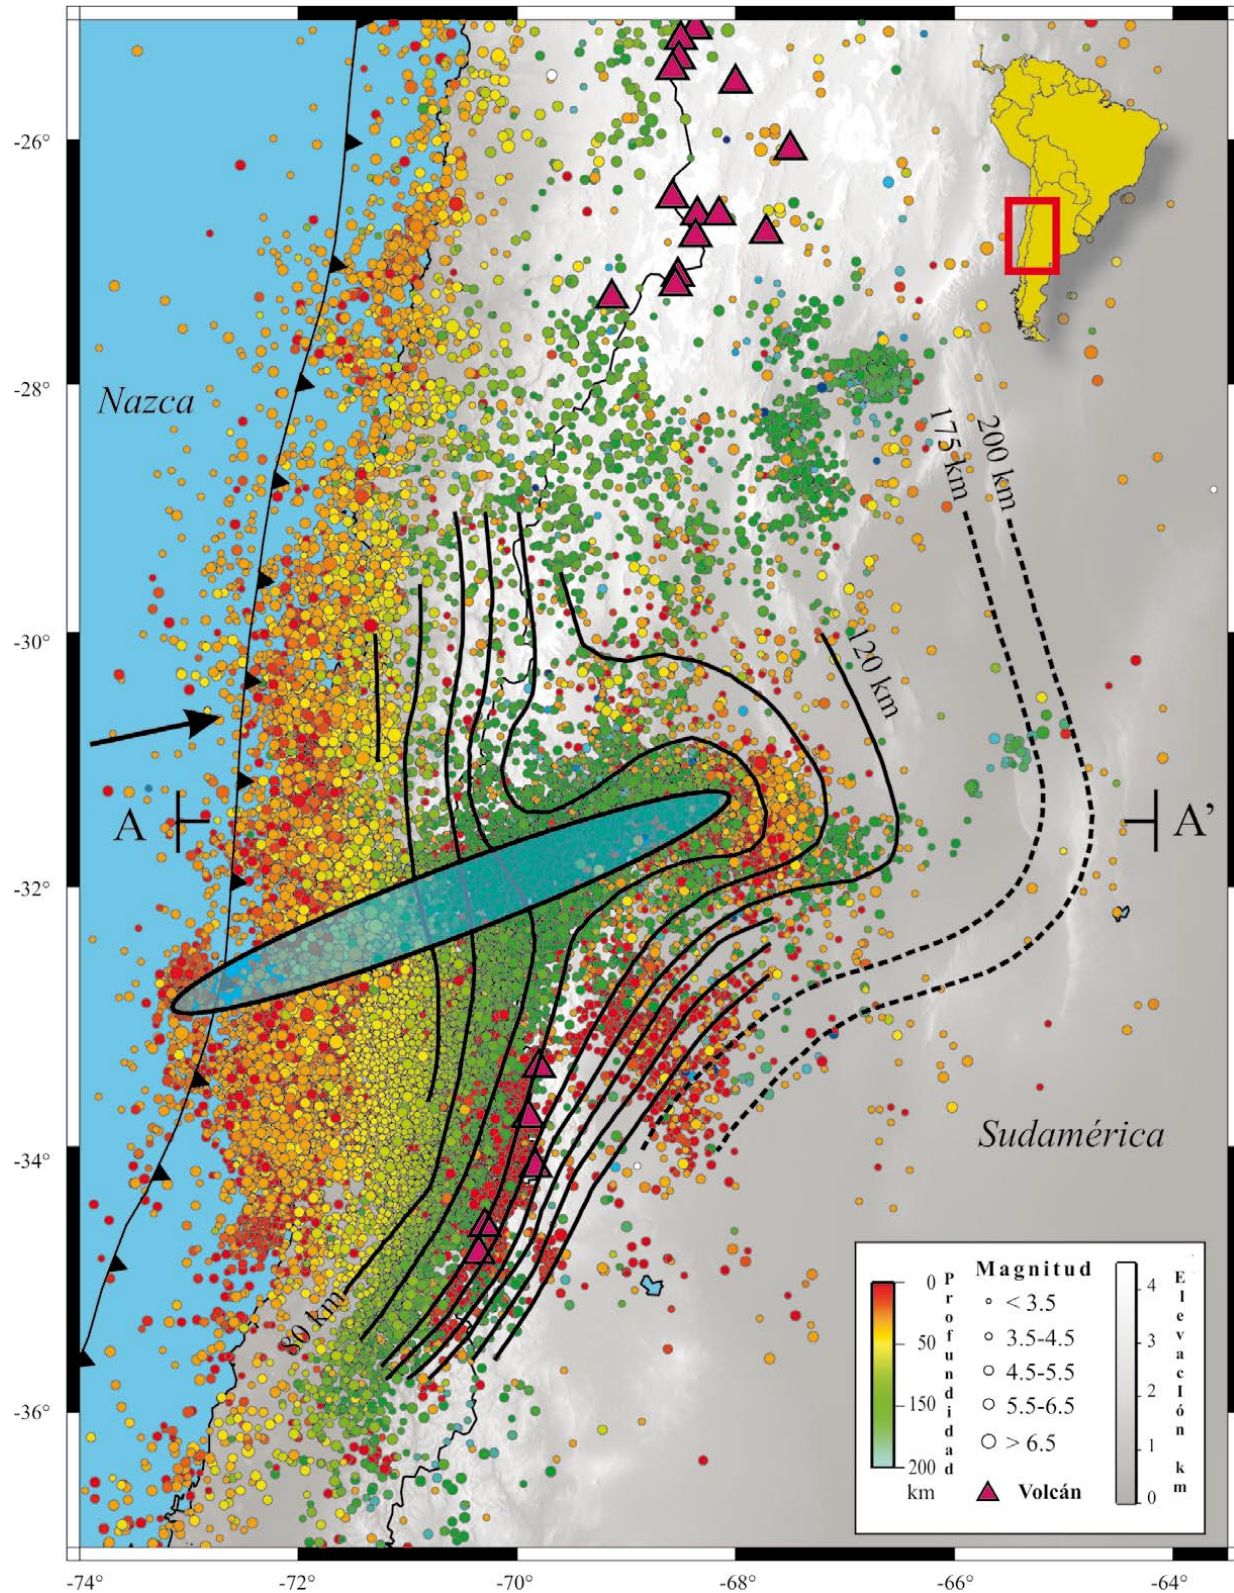 -26°
-28°
-30°
-32°
-34°
-36°
-74°
-72°
-70°
-68°
-66°
-64°
Nazca
175 km
200 km
120 km
A
A'
Sudamérica
80 km
0
50
150
200
km
Profundidad
Magnitud
< 3.5
3.5-4.5
4.5-5.5
5.5-6.5
> 6.5
Volcán
4
3
2
1
0
Elevación km